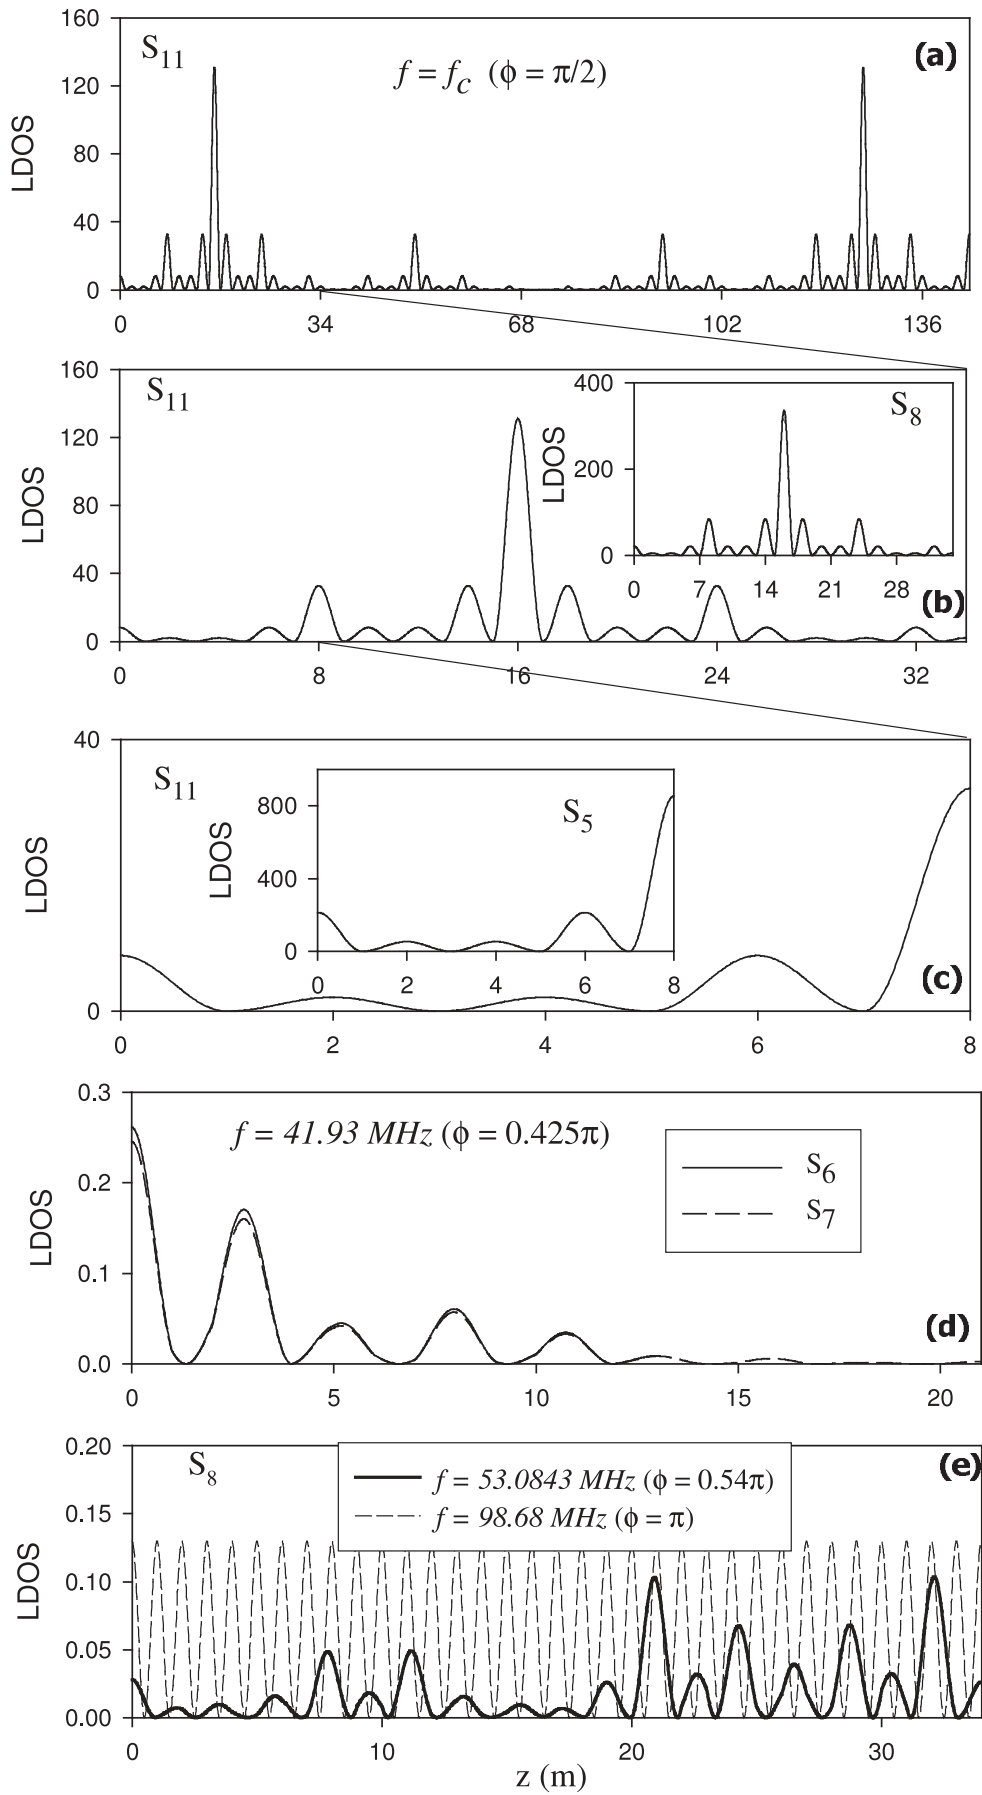 160
S11
f = fc (ϕ = π/2)
(a)
120
LDOS
80
40
0
0 34 68 102 136
160
S11
400
S8
120
LDOS
LDOS
200
80
0
40
0 7 14 21 28
(b)
0
0 8 16 24 32
40
S11
800
S5
LDOS
LDOS
400
0
0 2 4 6 8
(c)
0
0 2 4 6 8
0.3
f = 41.93 MHz (ϕ = 0.425π)
S6
0.2
S7
LDOS
0.1
(d)
0.0
0 5 10 15 20
0.20
S8
(e)
f = 53.0843 MHz (ϕ = 0.54π)
0.15
f = 98.68 MHz (ϕ = π)
LDOS
0.10
0.05
0.00
0 10 20 30
z (m)